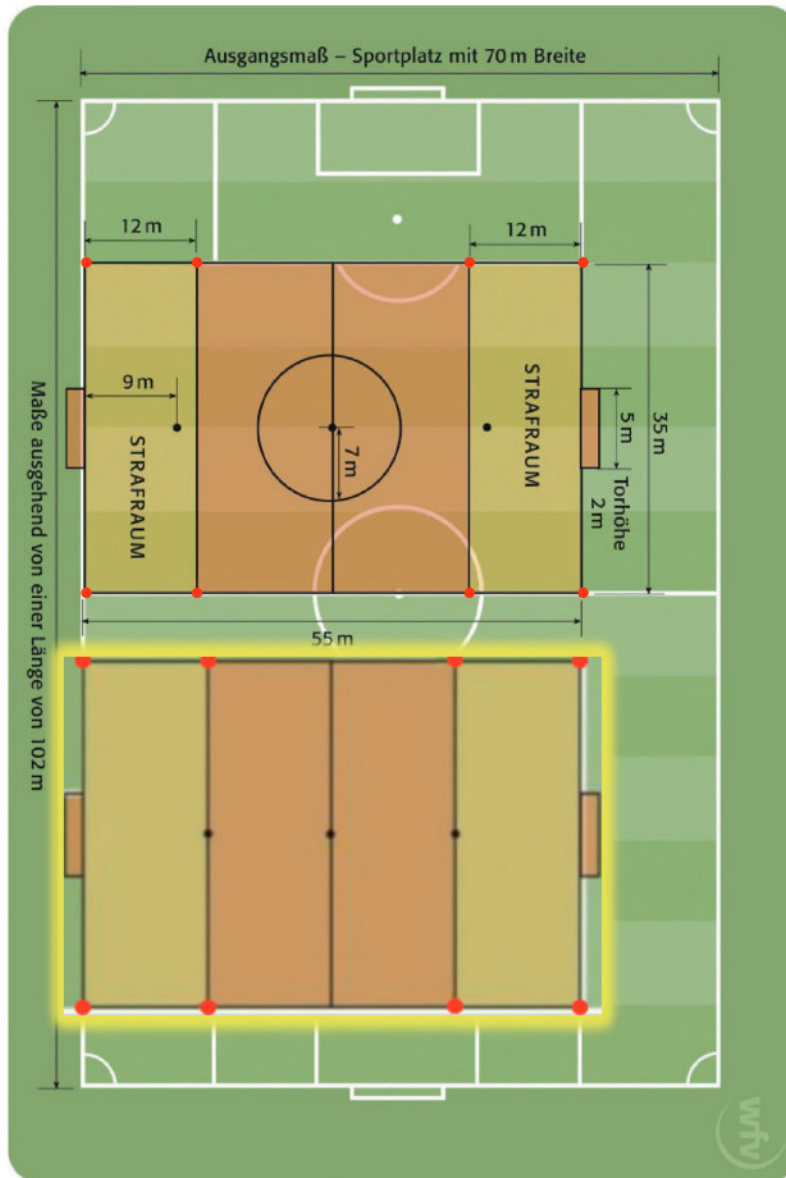 Ausgangsmaß – Sportplatz mit 70 m Breite
12 m
12 m
9 m
STRAFRAUM
7 m
STRAFRAUM
5 m
35 m
Torhöhe
2 m
55 m
Maße ausgehend von einer Länge von 102 m
wfv